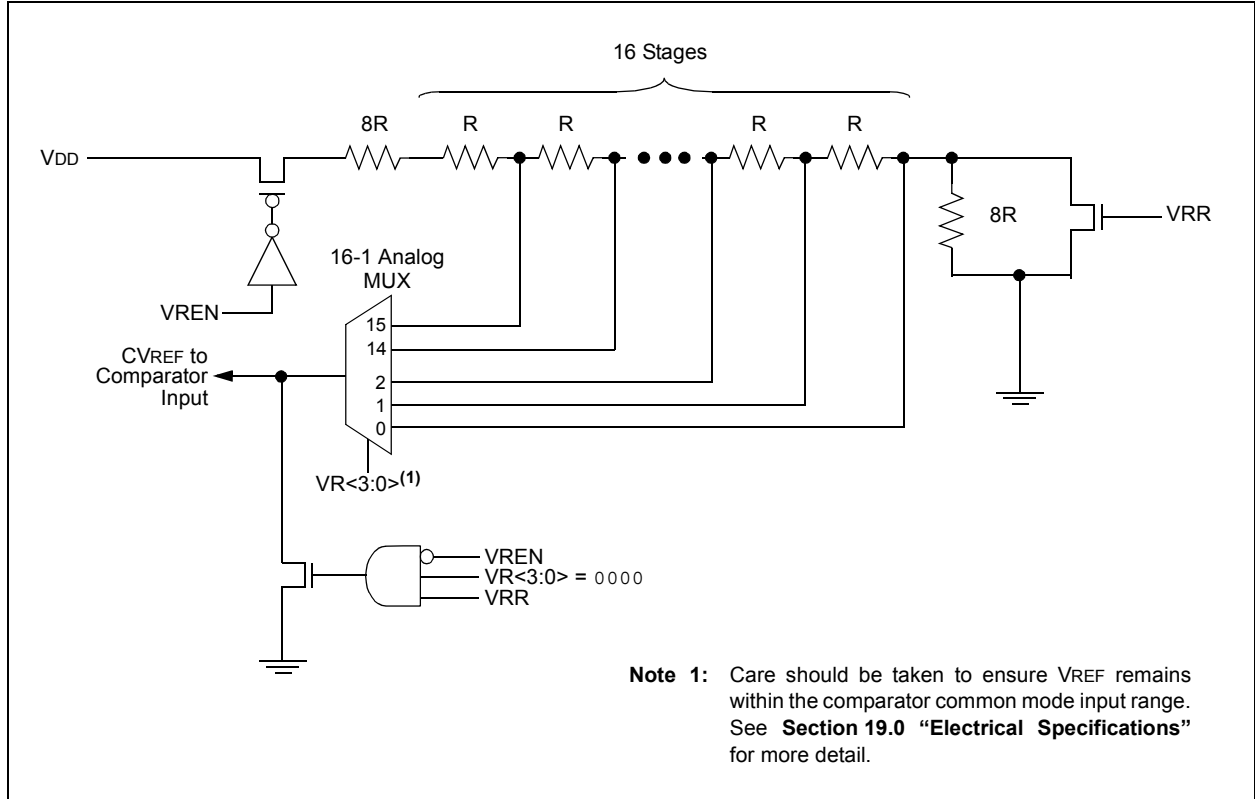 16 Stages
8R
R
R
R
R
VDD
8R
VRR
16-1 Analog
MUX
VREN
15
14
2
1
0
CVREF to
Comparator
Input
VR<3:0>(1)
VREN
VR<3:0> = 0000
VRR
Note 1: Care should be taken to ensure VREF remains
within the comparator common mode input range.
See Section 19.0 “Electrical Specifications”
for more detail.